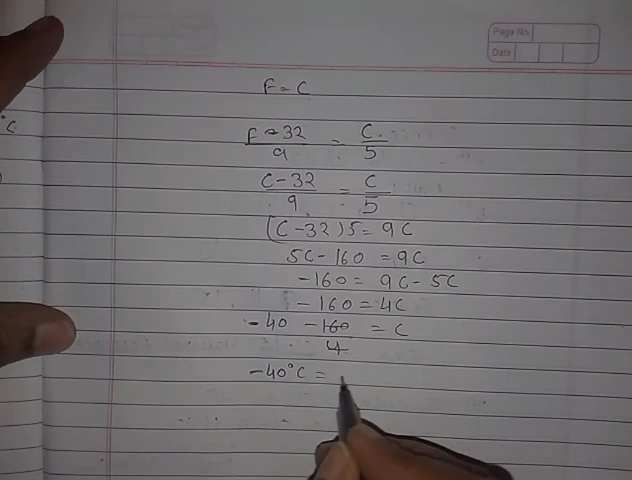 Page No.
Date
°C
F = C
F - 32 / 9 = C / 5
C - 32 / 9 = C / 5
(C - 32) 5 = 9C
5C - 160 = 9C
-160 = 9C - 5C
-160 = 4C
-40 -160 / 4 = C
-40°C =